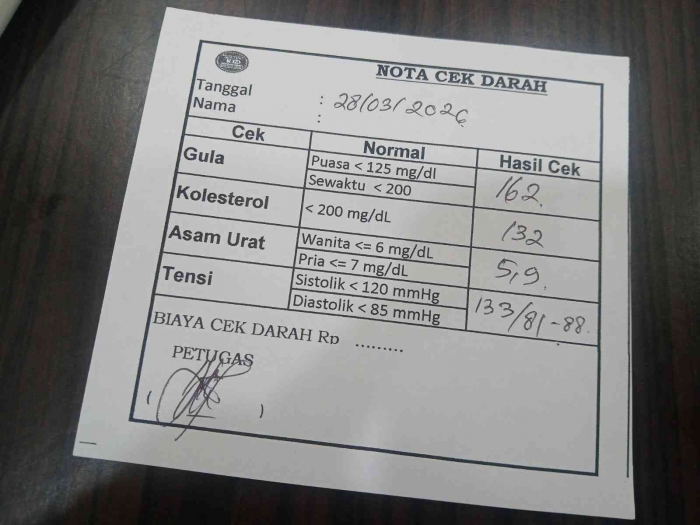 NOTA CEK DARAH
Tanggal : 28/03/2026
Nama :
Cek Normal Hasil Cek
Gula Puasa < 125 mg/dl 162.
Sewaktu < 200
Kolesterol < 200 mg/dL 132
Asam Urat Wanita <= 6 mg/dL 5,9.
Pria <= 7 mg/dL
Tensi Sistolik < 120 mmHg 133/81-88.
Diastolik < 85 mmHg
BIAYA CEK DARAH Rp .........
PETUGAS
( )